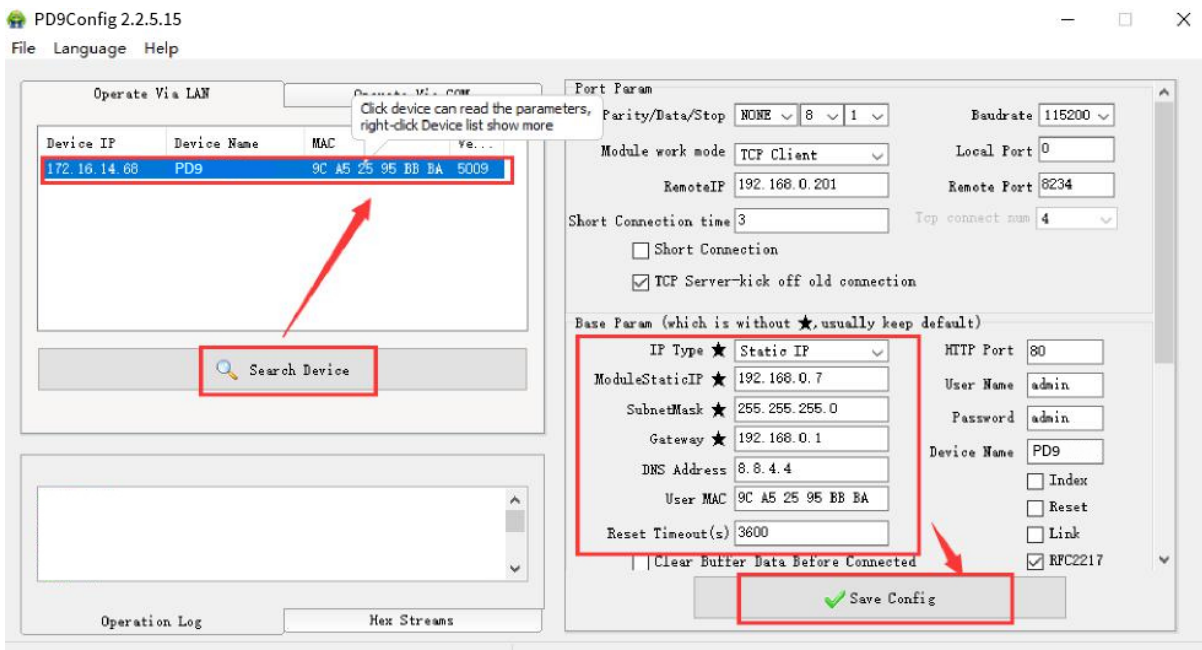 PD9Config 2.2.5.15
File Language Help
Operate Via LAN
Click device can read the parameters,
right-click Device list show more
Device IP Device Name MAC Ve...
172.16.14.68 PD9 9C A5 25 95 BB BA 5009
Search Device
Operation Log Hex Streams
Port Param
Parity/Data/Stop NONE 8 1 Baudrate 115200
Module work mode TCP Client Local Port 0
RemoteIP 192.168.0.201 Remote Port 8234
Short Connection time 3 Tcp connect num 4
Short Connection
TCP Server-kick off old connection
Base Param (which is without ★,usually keep default)
IP Type ★ Static IP HTTP Port 80
ModuleStaticIP ★ 192.168.0.7 User Name admin
SubnetMask ★ 255.255.255.0 Password admin
Gateway ★ 192.168.0.1 Device Name PD9
DNS Address 8.8.4.4 Index
User MAC 9C A5 25 95 BB BA Reset
Reset Timeout(s) 3600 Link
Clear Buffer Data Before Connected RFC2217
Save Config